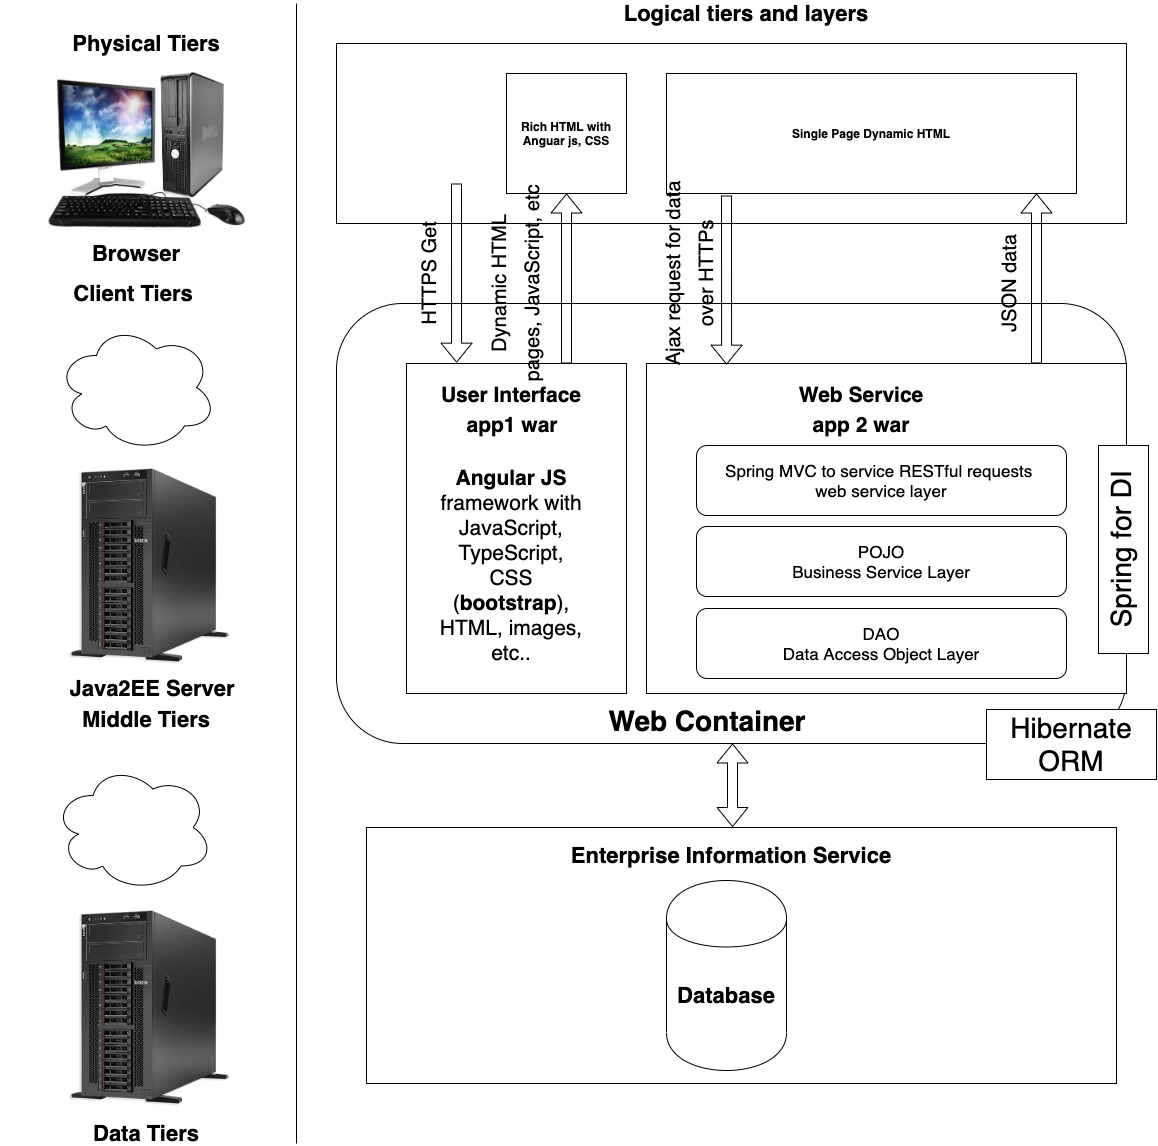 Physical Tiers
Browser
Client Tiers
Java2EE Server
Middle Tiers
Data Tiers
Logical tiers and layers
Rich HTML with
Anguar js, CSS
Single Page Dynamic HTML
HTTPS Get
Dynamic HTML
pages, JavaScript, etc
Ajax request for data
over HTTPs
JSON data
User Interface
app1 war
Angular JS
framework with
JavaScript,
TypeScript,
CSS
(bootstrap),
HTML, images,
etc..
Web Service
app 2 war
Spring MVC to service RESTful requests
web service layer
POJO
Business Service Layer
DAO
Data Access Object Layer
Spring for DI
Web Container
Hibernate
ORM
Enterprise Information Service
Database